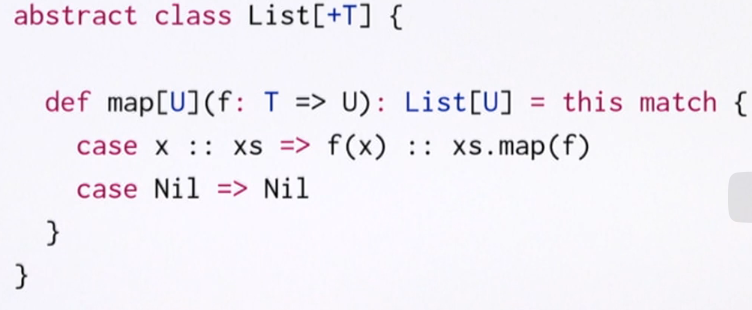 abstract class List[+T] {
def map[U](f: T => U): List[U] = this match {
case x :: xs => f(x) :: xs.map(f)
case Nil => Nil
}
}